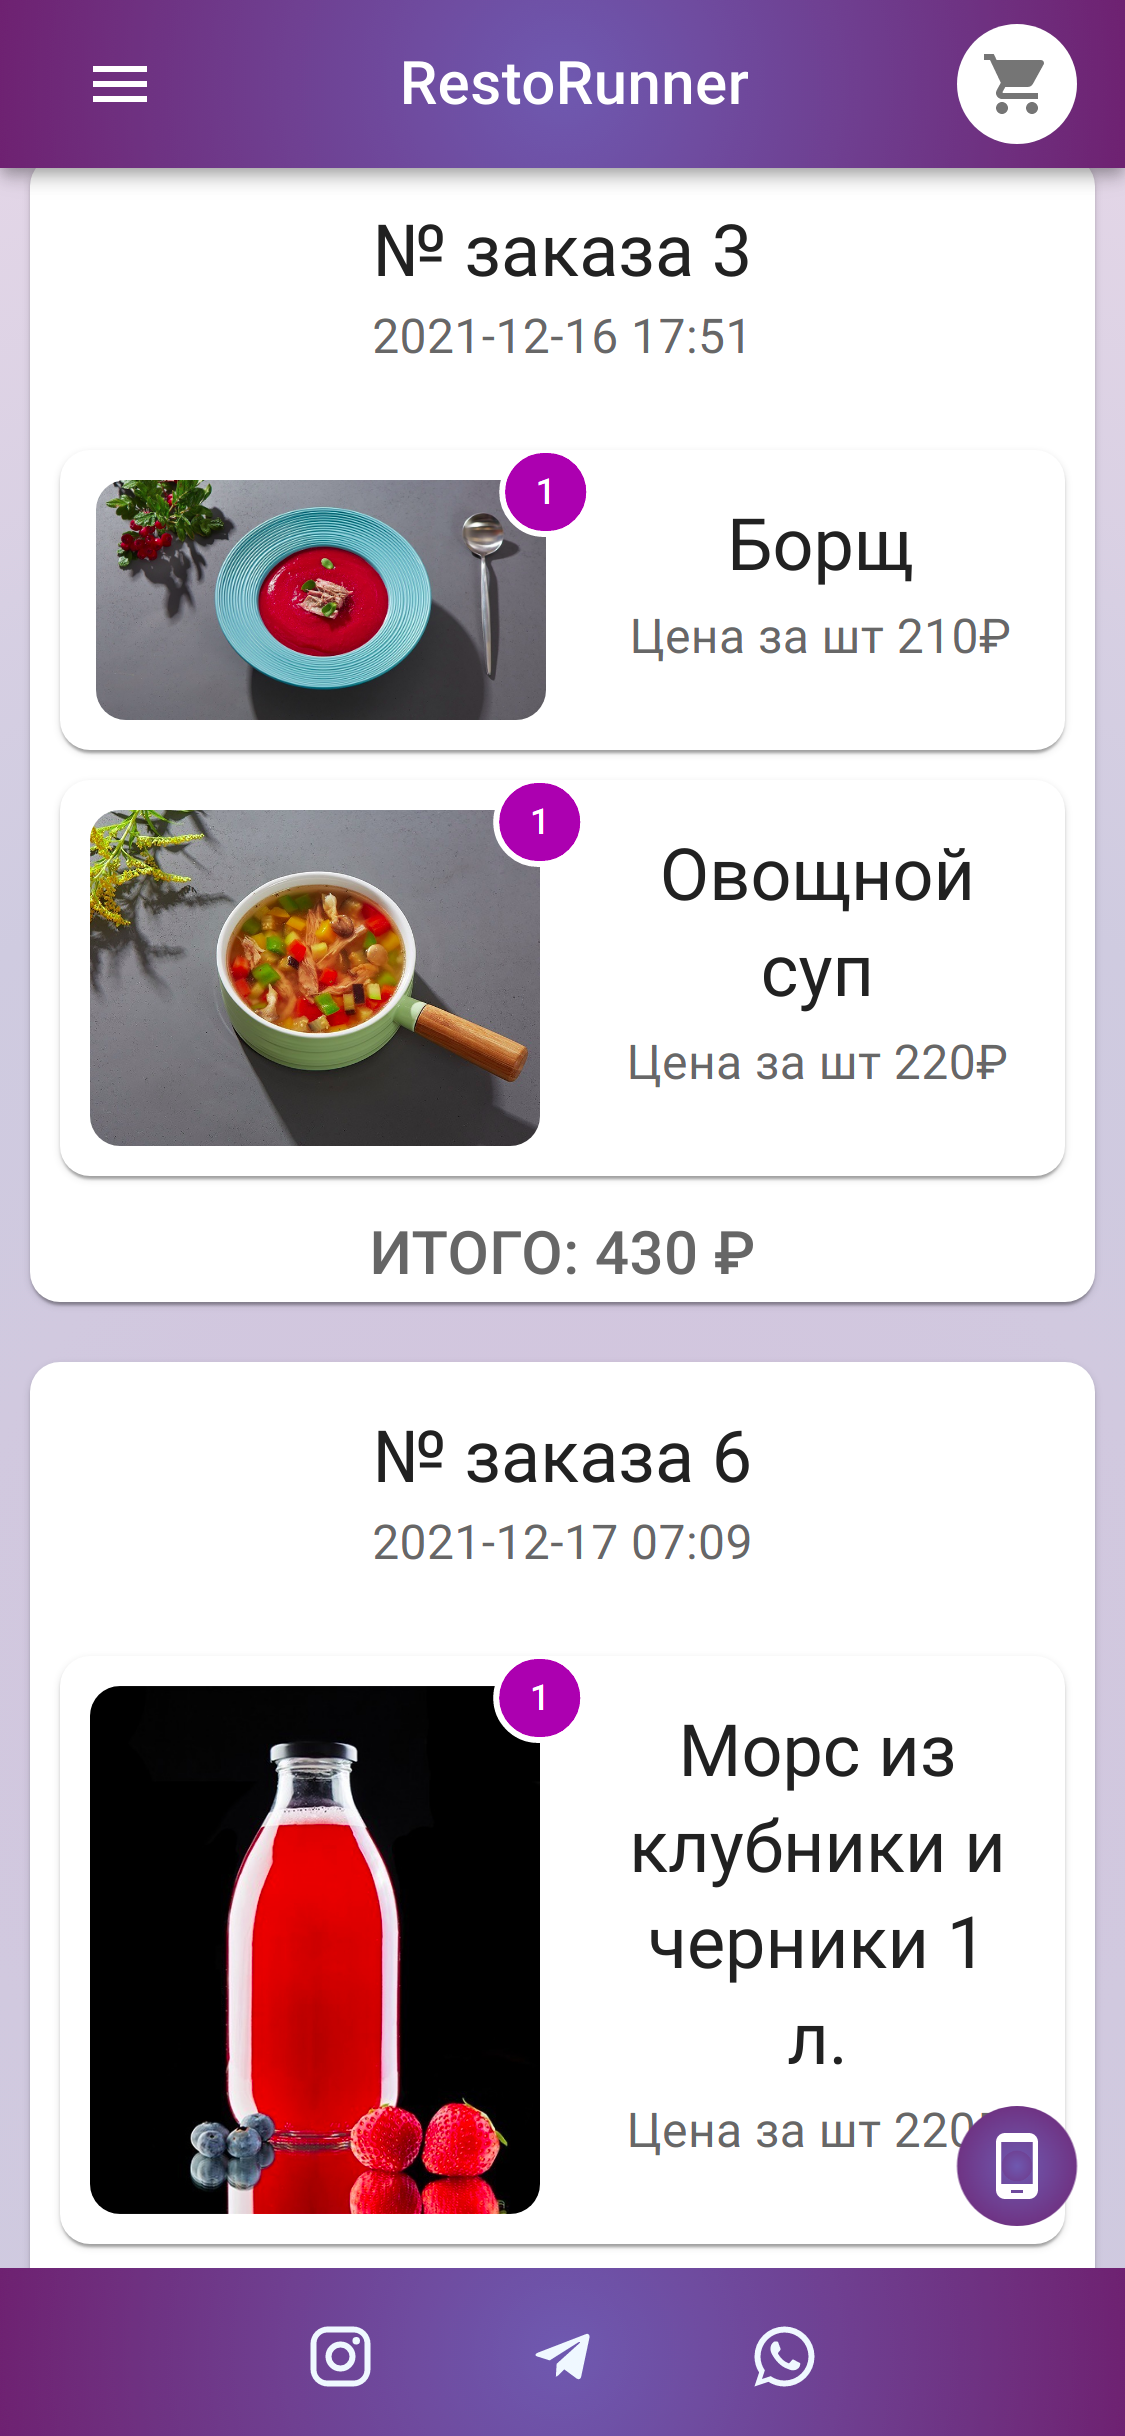 RestoRunner
№ заказа 3
2021-12-16 17:51
1
Борщ
Цена за шт 210₽
1
Овощной
суп
Цена за шт 220₽
ИТОГО: 430 ₽
№ заказа 6
2021-12-17 07:09
1
Морс из
клубники и
черники 1
л.
Цена за шт 220